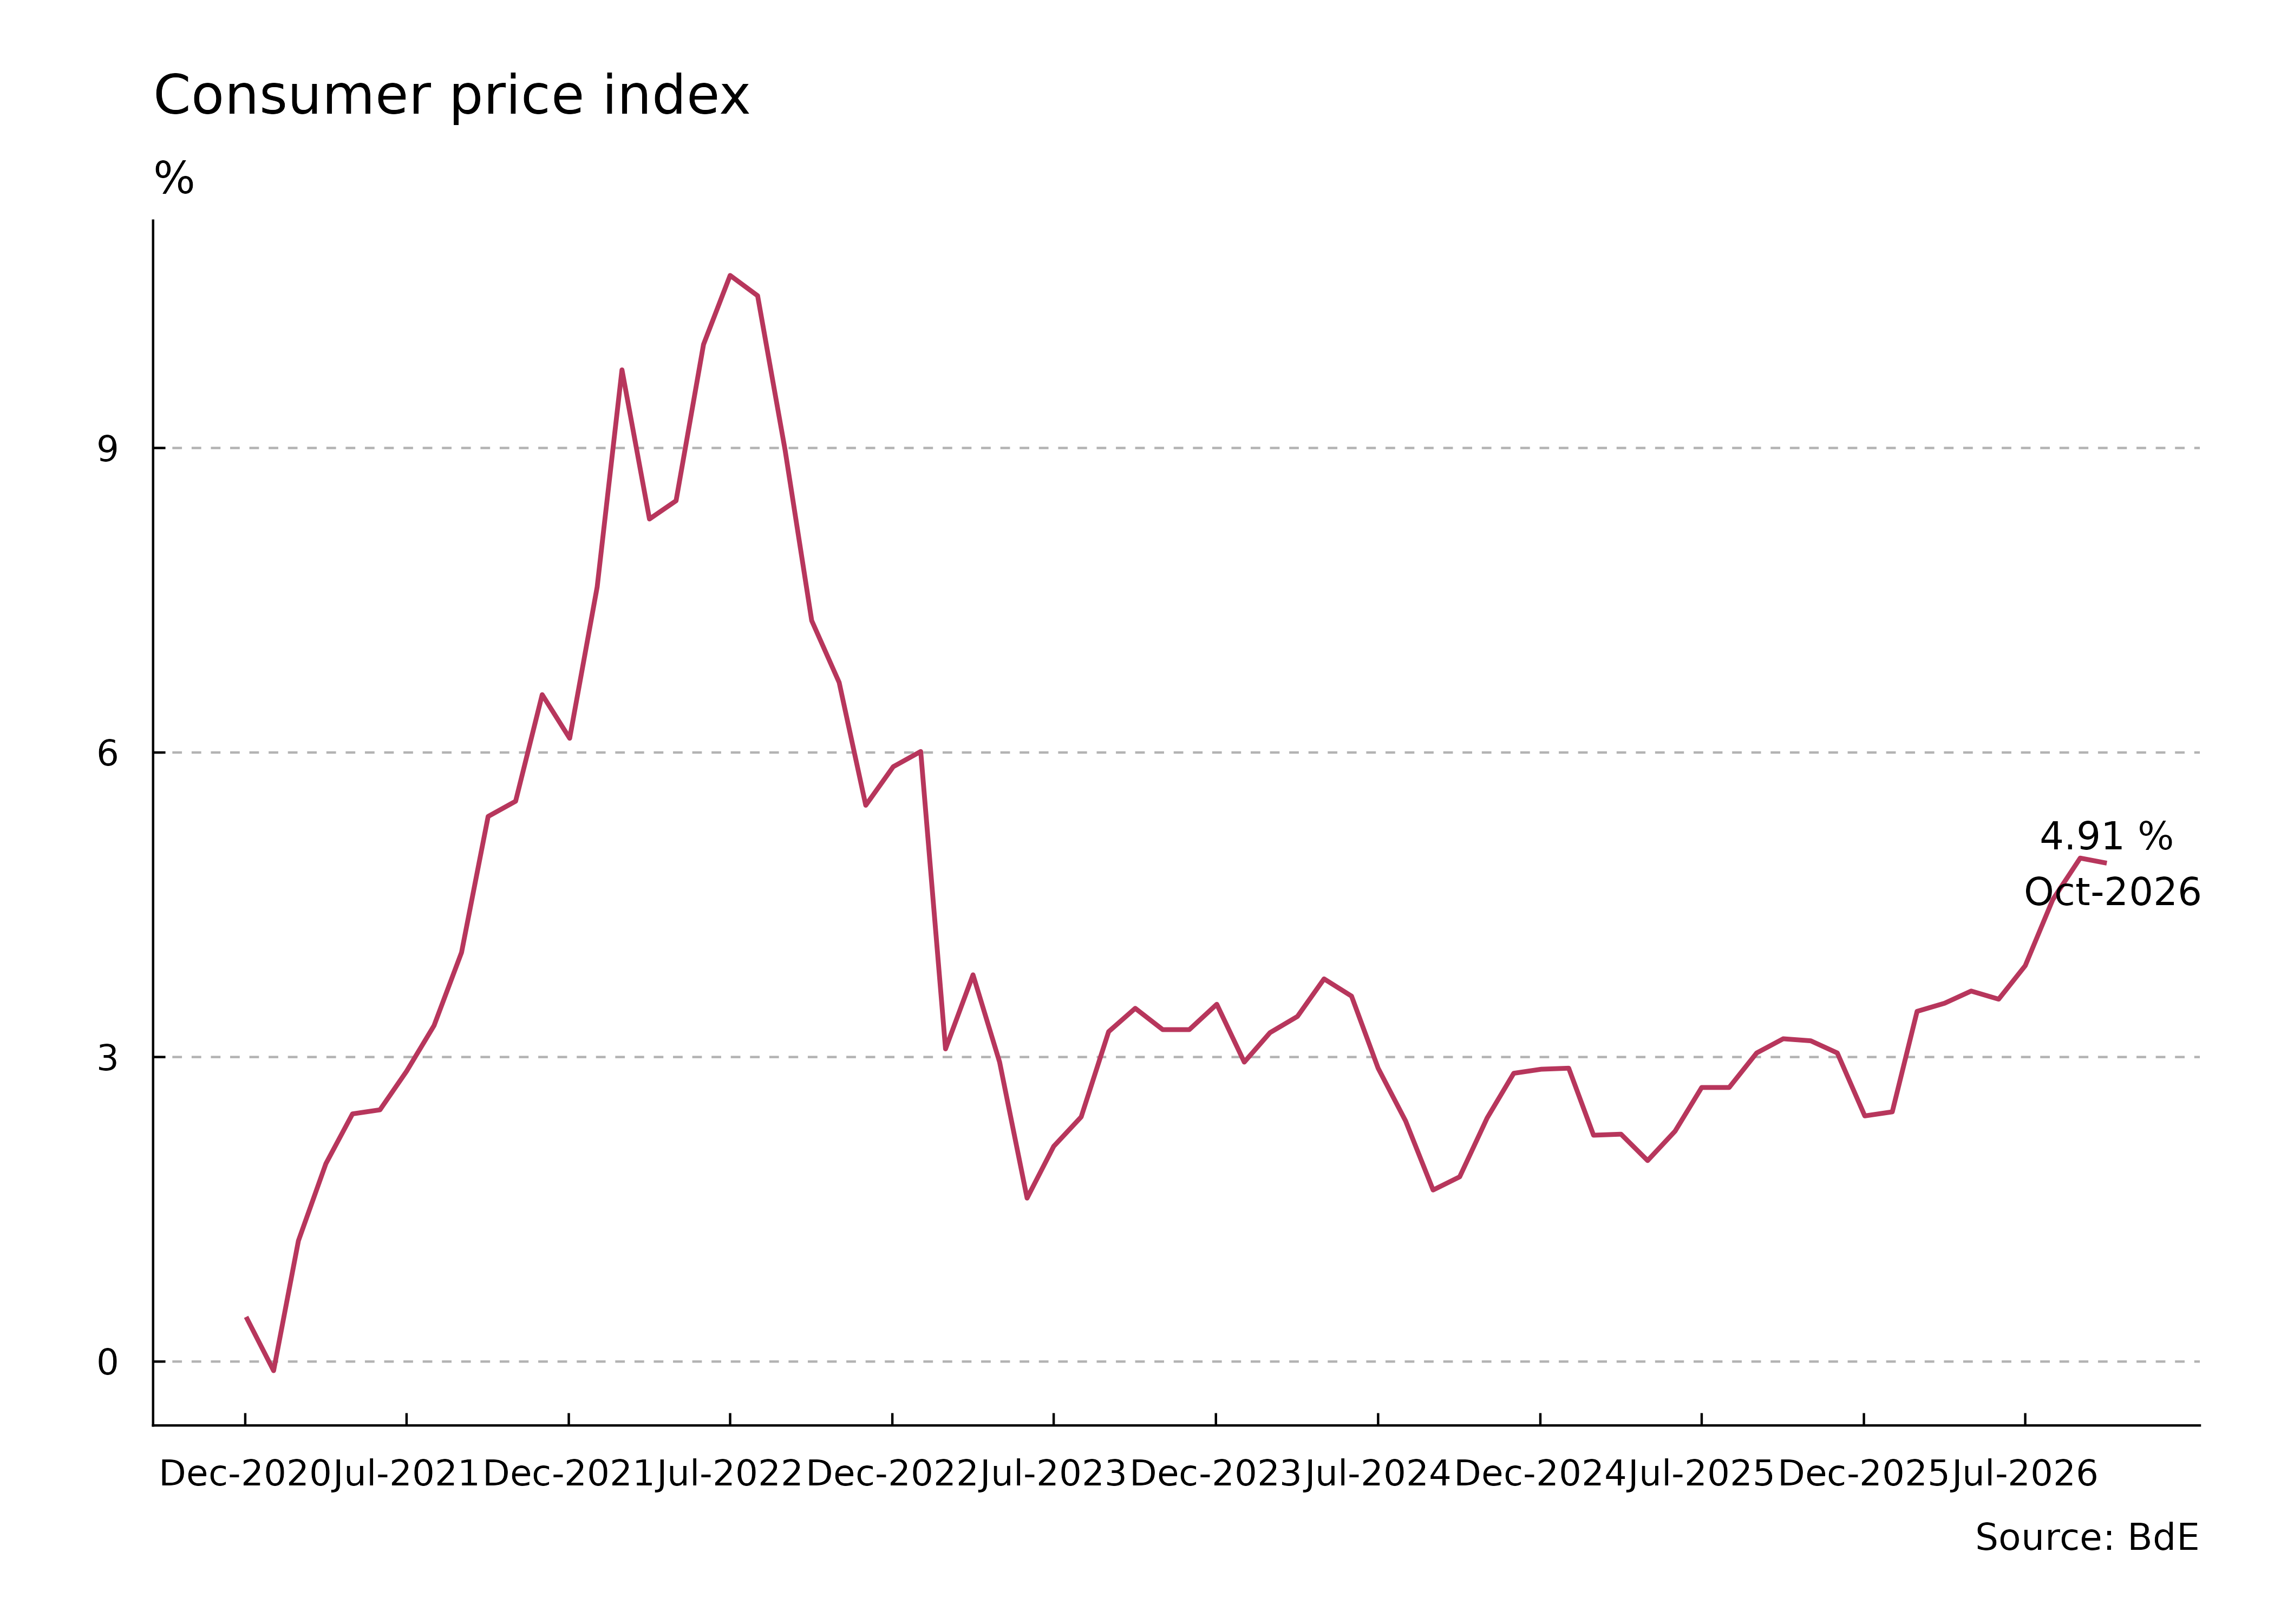 Consumer price index
%
9
6
3
0
4.91 %
Oct-2026
Dec-2020 Jul-2021 Dec-2021 Jul-2022 Dec-2022 Jul-2023 Dec-2023 Jul-2024 Dec-2024 Jul-2025 Dec-2025 Jul-2026
Source: BdE